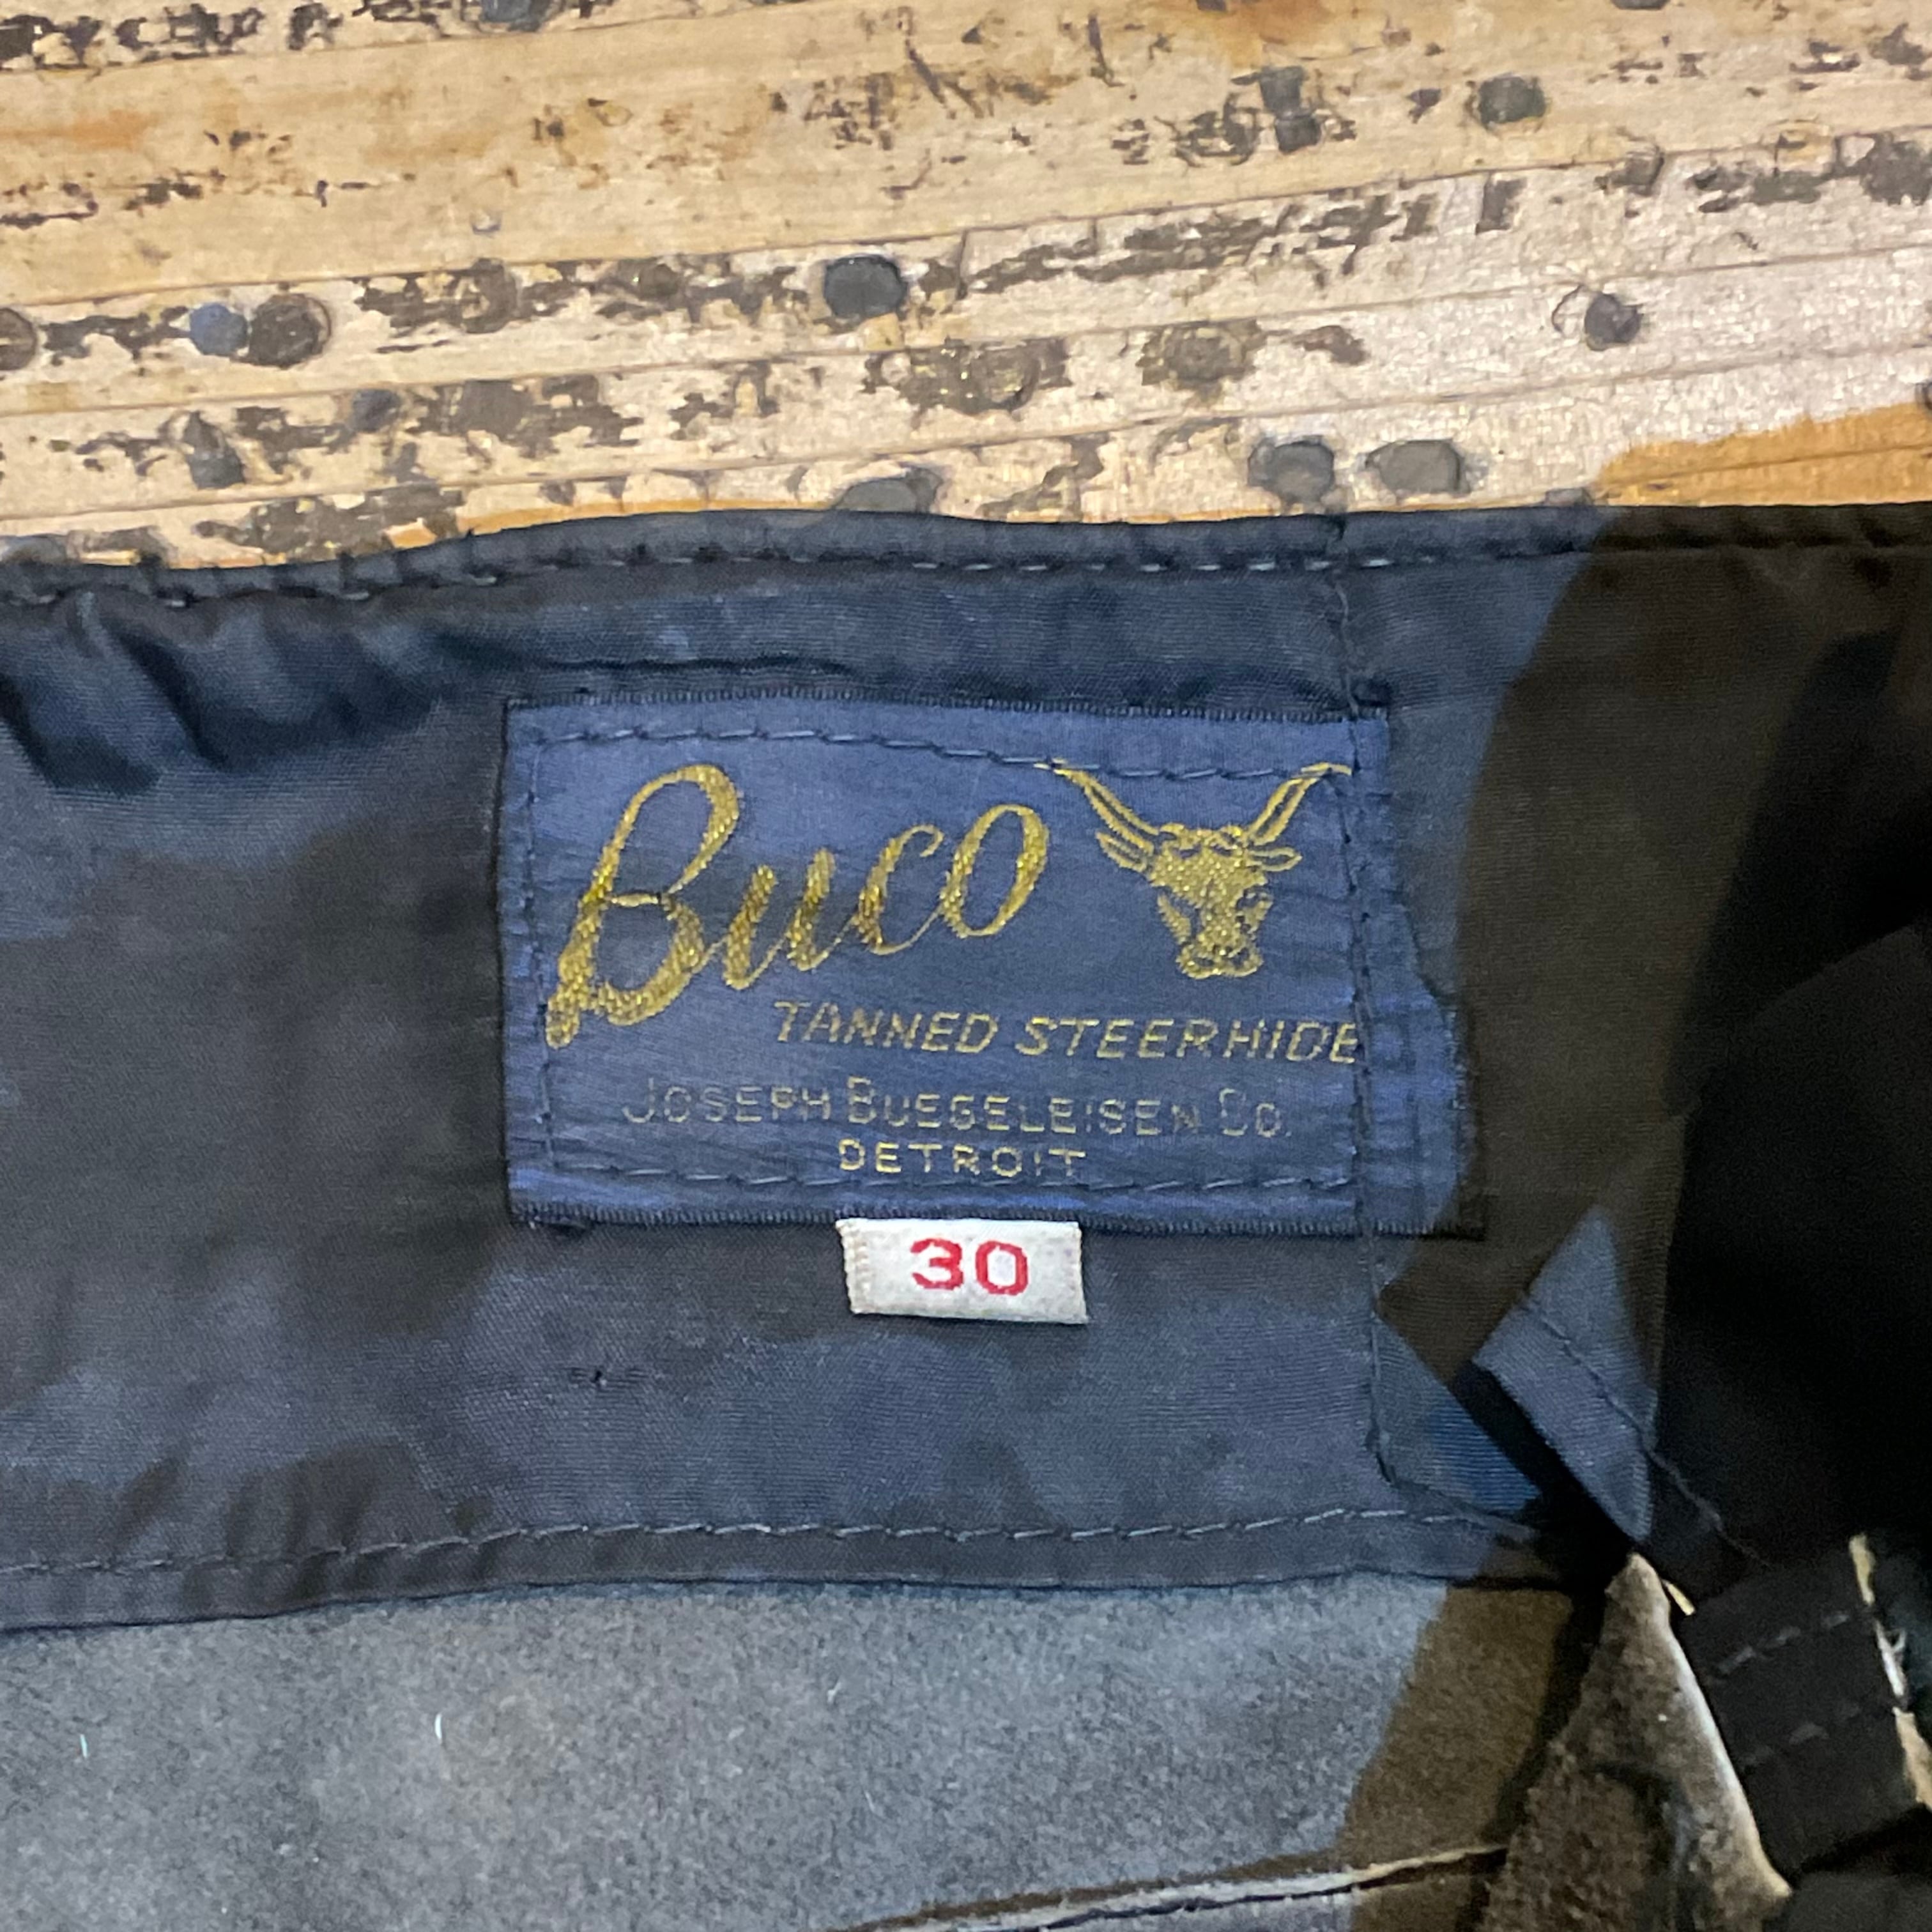 Buco
TANNED STEERHIDE
JOSEPH BUEGELEISEN CO.
DETROIT
30